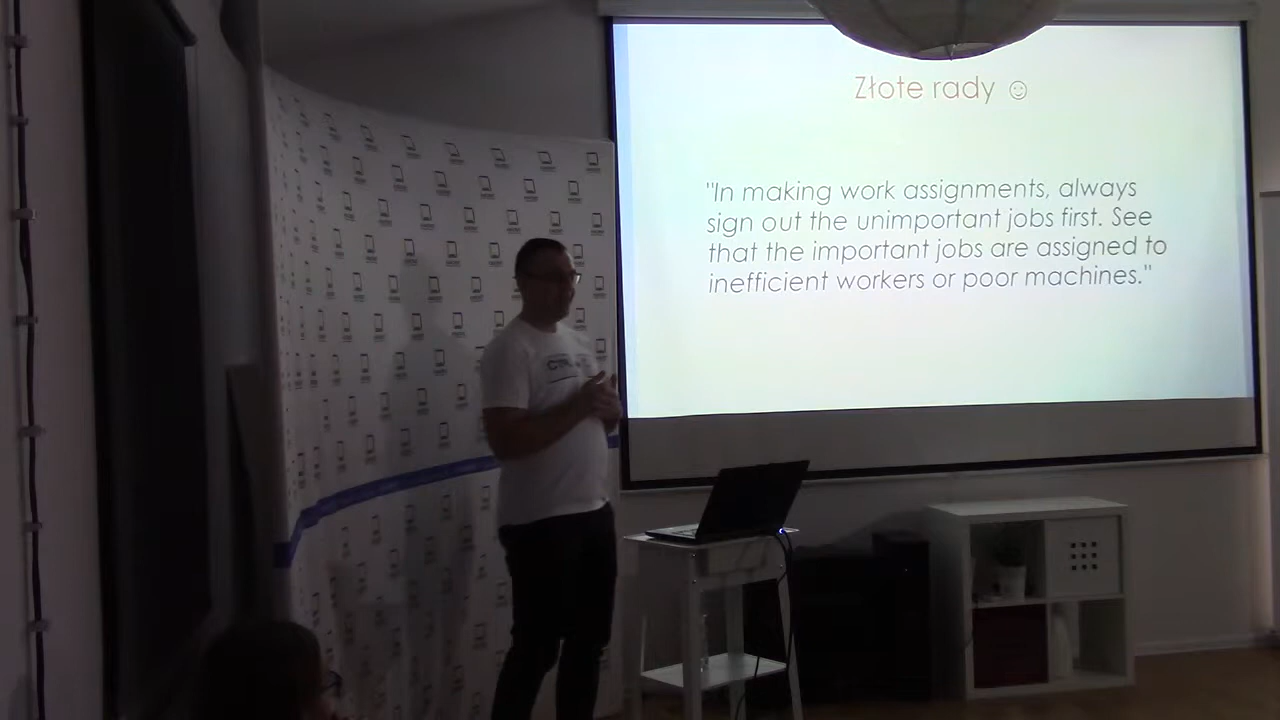 Złote rady ☺
"In making work assignments, always
sign out the unimportant jobs first. See
that the important jobs are assigned to
inefficient workers or poor machines."